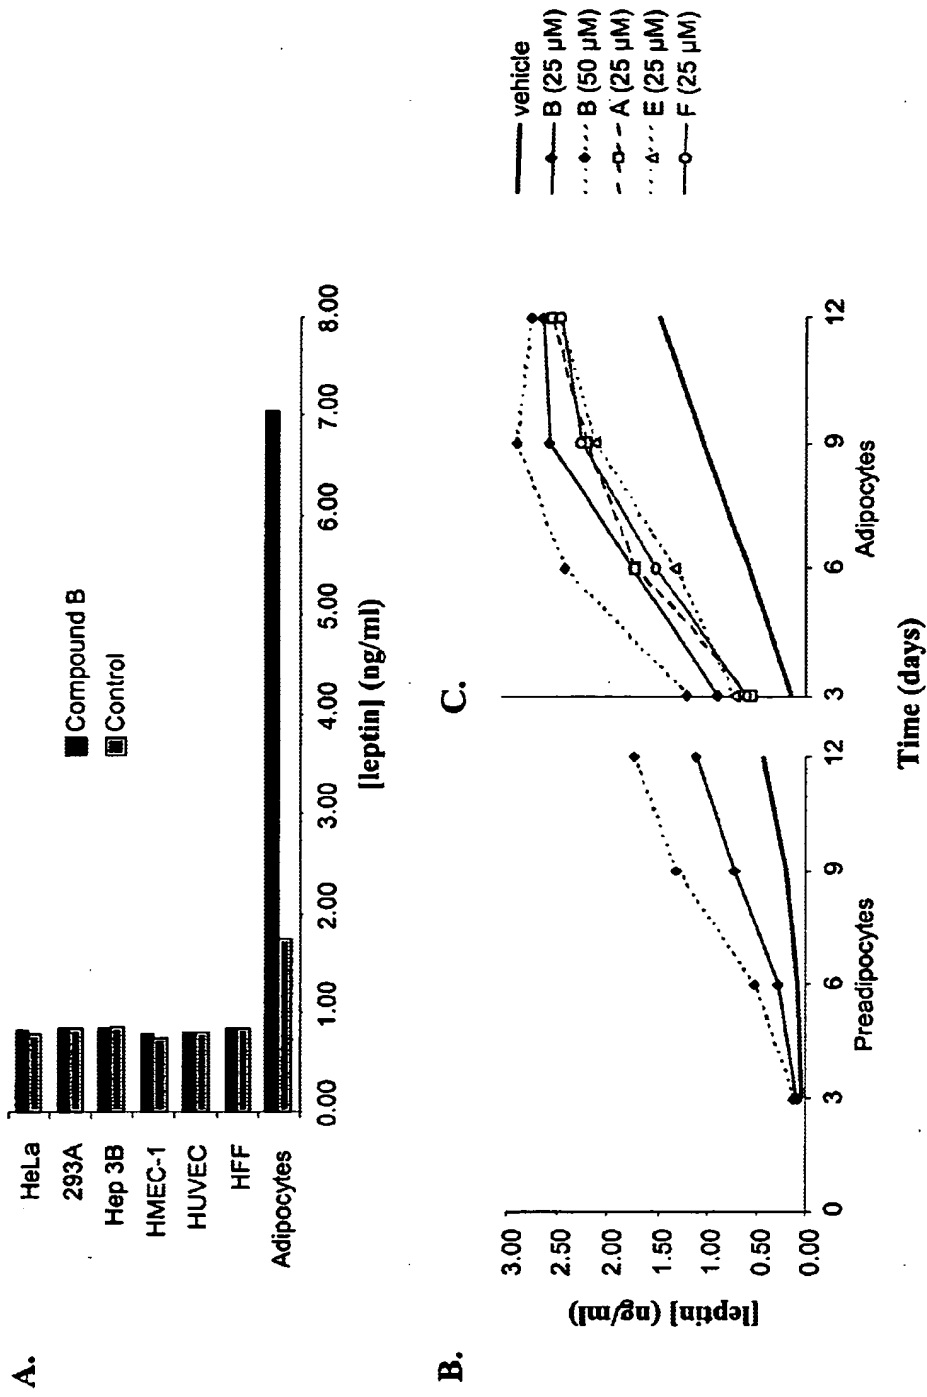 A.
HeLa
293A
Hep 3B
HMEC-1
HUVEC
HFF
Adipocytes
Compound B
Control
0.00 1.00 2.00 3.00 4.00 5.00 6.00 7.00 8.00
[leptin] (ng/ml)
B.
C.
[leptin] (ng/ml)
3.00
2.50
2.00
1.50
1.00
0.50
0.00
0 3 6 9 12
3 6 9 12
Preadipocytes
Adipocytes
Time (days)
vehicle
B (25 µM)
B (50 µM)
A (25 µM)
E (25 µM)
F (25 µM)